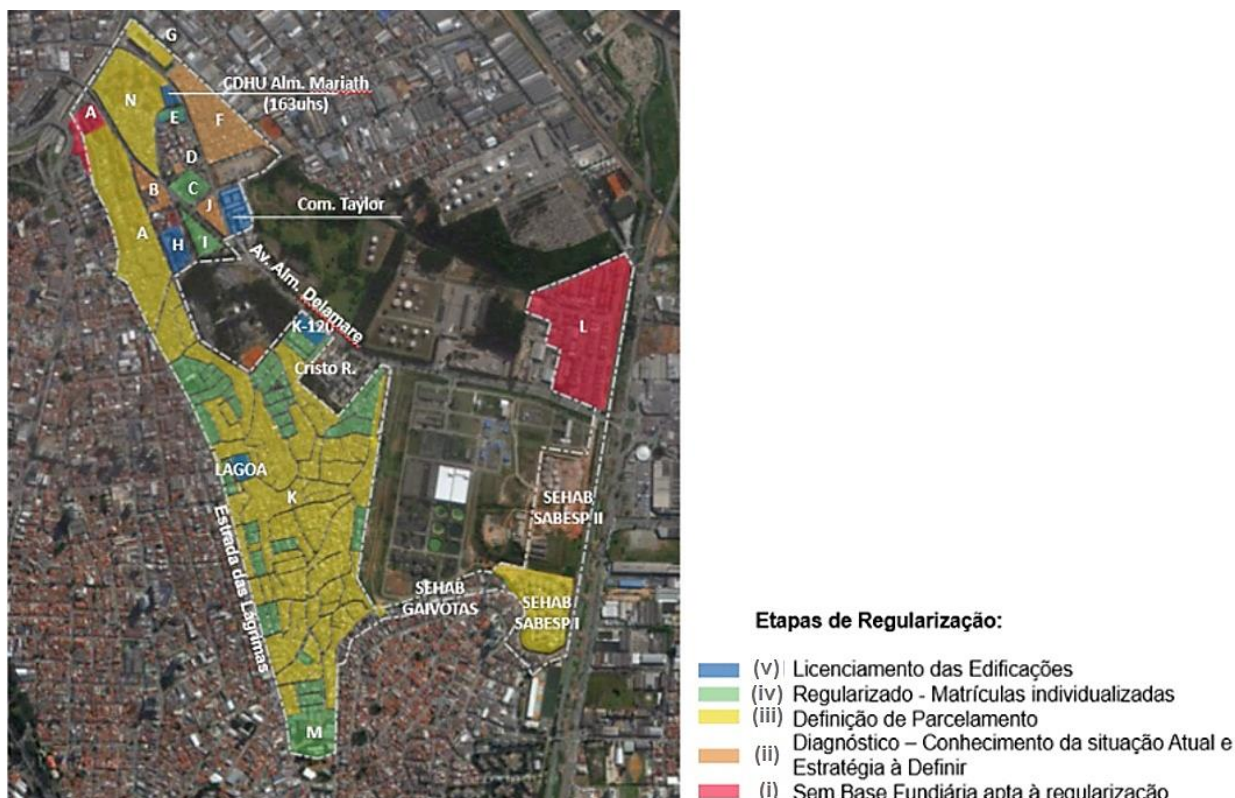 G
CDHU Alm. Mariath
(163uhs)
N
A
E
F
D
B
C
J
Com. Taylor
A
H
I
Av. Alm. Delamare
K-120
L
Cristo R.
LAGOA
K
SEHAB
SABESP II
Estrada das Lágrimas
SEHAB
GAIVOTAS
SEHAB
SABESP I
M
Etapas de Regularização:
(v) Licenciamento das Edificações
(iv) Regularizado - Matrículas individualizadas
(iii) Definição de Parcelamento
(ii) Diagnóstico – Conhecimento da situação Atual e
Estratégia à Definir
(i) Sem Base Fundiária apta à regularização